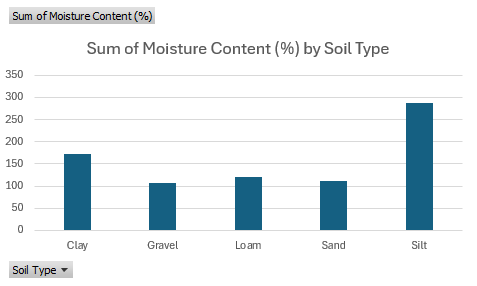 Sum of Moisture Content (%)
Sum of Moisture Content (%) by Soil Type
350
300
250
200
150
100
50
0
Clay Gravel Loam Sand Silt
Soil Type